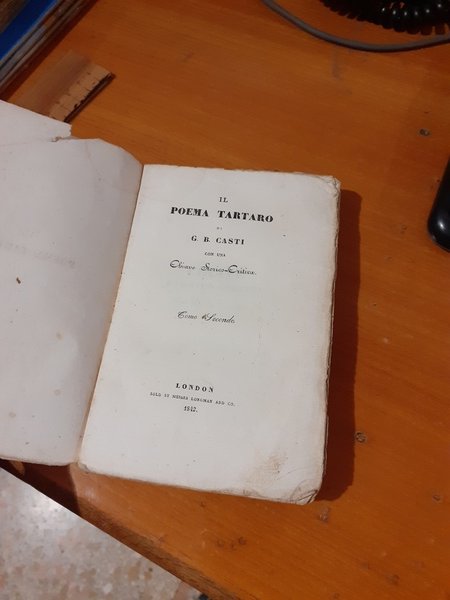 IL
POEMA TARTARO
DI
G. B. CASTI
CON UNA
Chiave Storico-Critica.
Tomo Secondo
LONDON
SOLD BY MESSRS LONGMAN AND CO.
1842.